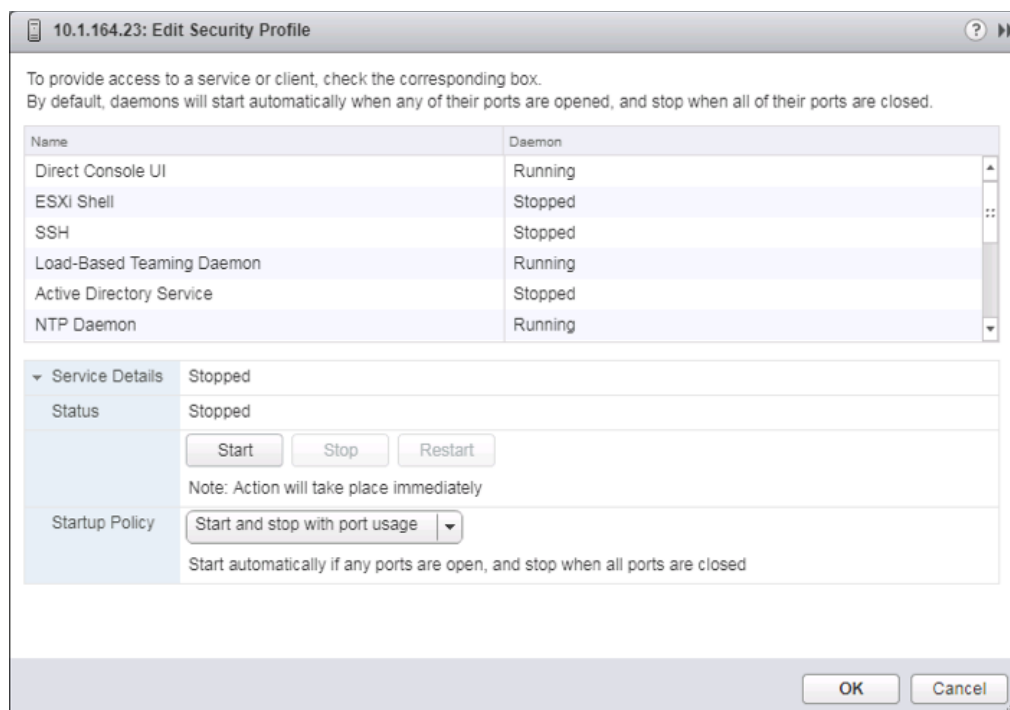 10.1.164.23: Edit Security Profile
To provide access to a service or client, check the corresponding box.
By default, daemons will start automatically when any of their ports are opened, and stop when all of their ports are closed.
Name Daemon
Direct Console UI Running
ESXi Shell Stopped
SSH Stopped
Load-Based Teaming Daemon Running
Active Directory Service Stopped
NTP Daemon Running
Service Details Stopped
Status Stopped
Start Stop Restart
Note: Action will take place immediately
Startup Policy Start and stop with port usage
Start automatically if any ports are open, and stop when all ports are closed
OK Cancel